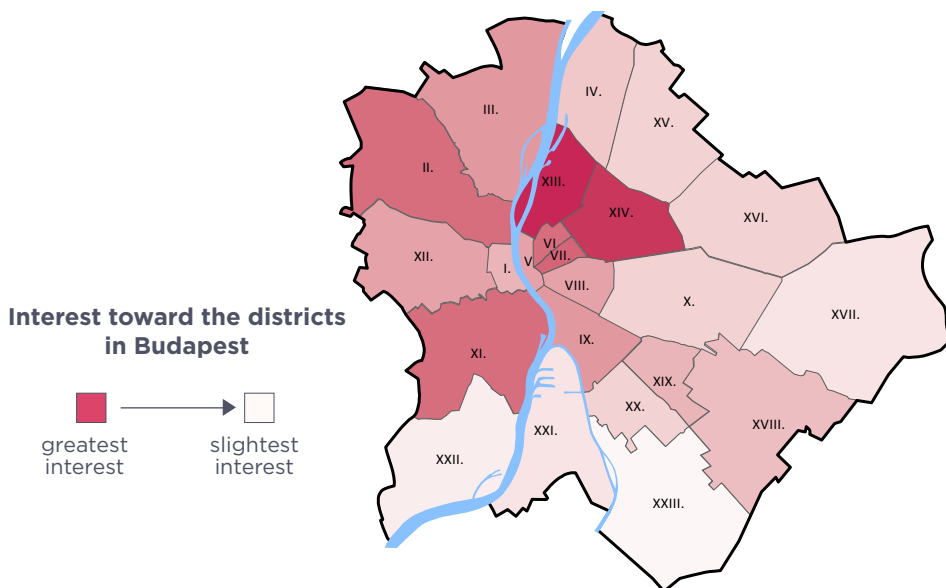 IV.
III.
XV.
II.
XIII.
XIV.
XVI.
VI.
XII.
I.
V.
VII.
VIII.
X.
XVII.
Interest toward the districts
in Budapest
XI.
IX.
XIX.
XX.
XVIII.
greatest
interest
slightest
interest
XXII.
XXI.
XXIII.